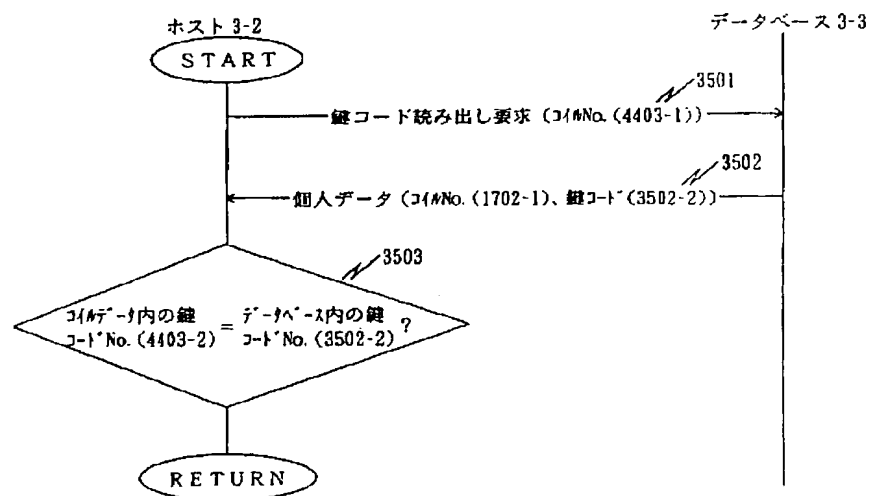 ホスト 3-2
データベース 3-3
START
3501
鍵コード読み出し要求 (ｺｲﾙNo. (4403-1))
3502
個人データ (ｺｲﾙNo. (1702-1)、鍵ｺｰﾄﾞ(3502-2))
3503
ｺｲﾙﾃﾞｰﾀ内の鍵 ﾃﾞｰﾀﾍﾞｰｽ内の鍵
ｺｰﾄﾞNo. (4403-2) = ｺｰﾄﾞNo. (3502-2) ?
RETURN